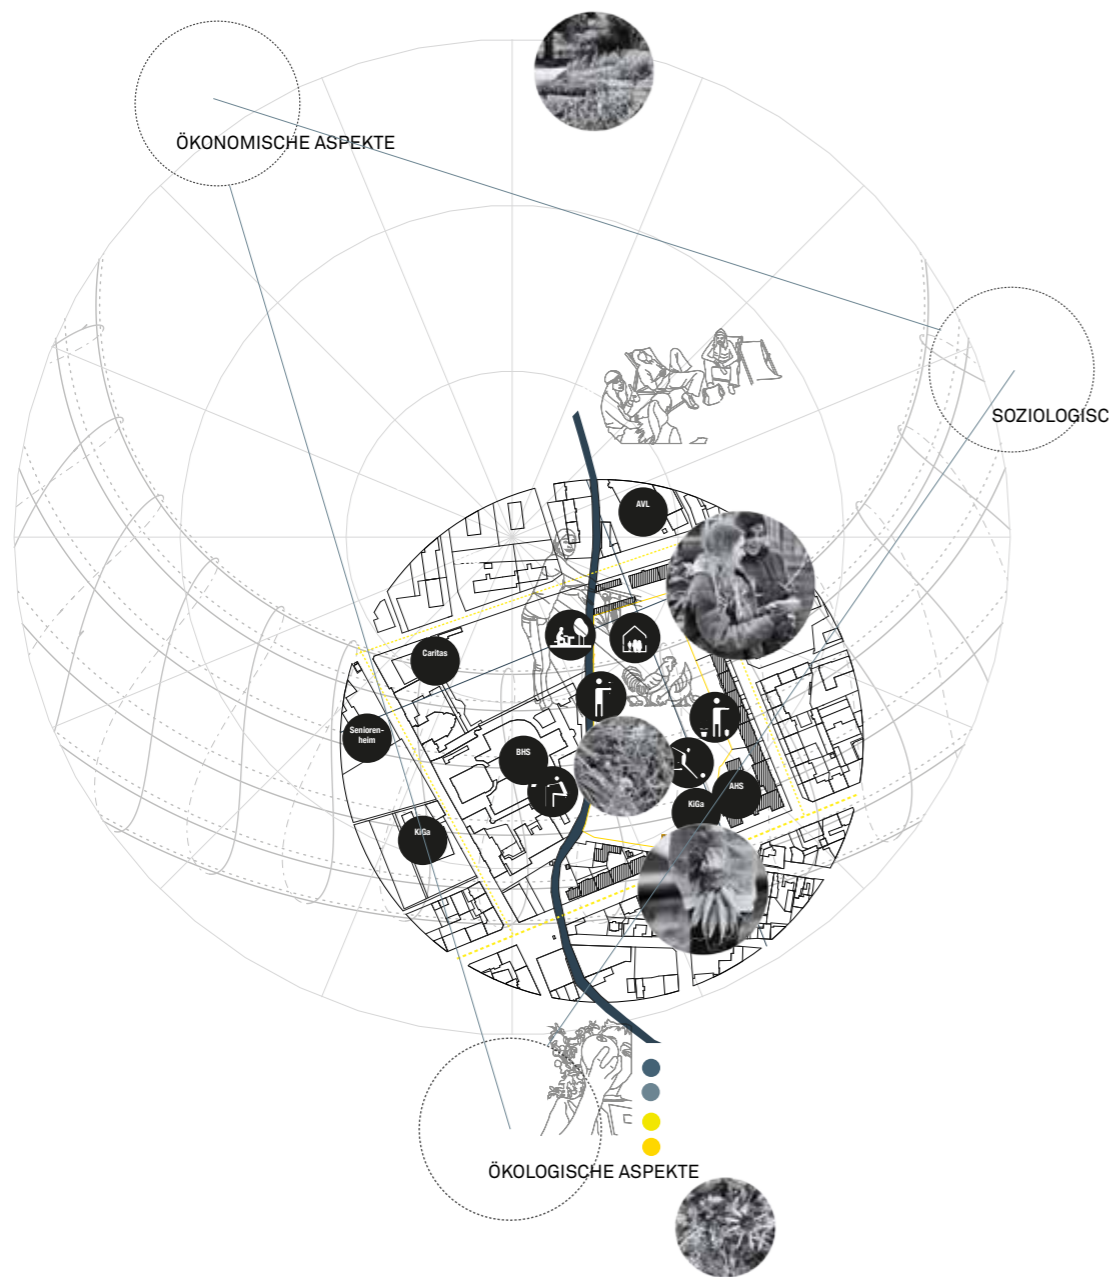 ÖKONOMISCHE ASPEKTE
SOZIOLOGISC
AVL
Caritas
Senioren-
heim
BHS
AHS
KiGa
KiGa
ÖKOLOGISCHE ASPEKTE